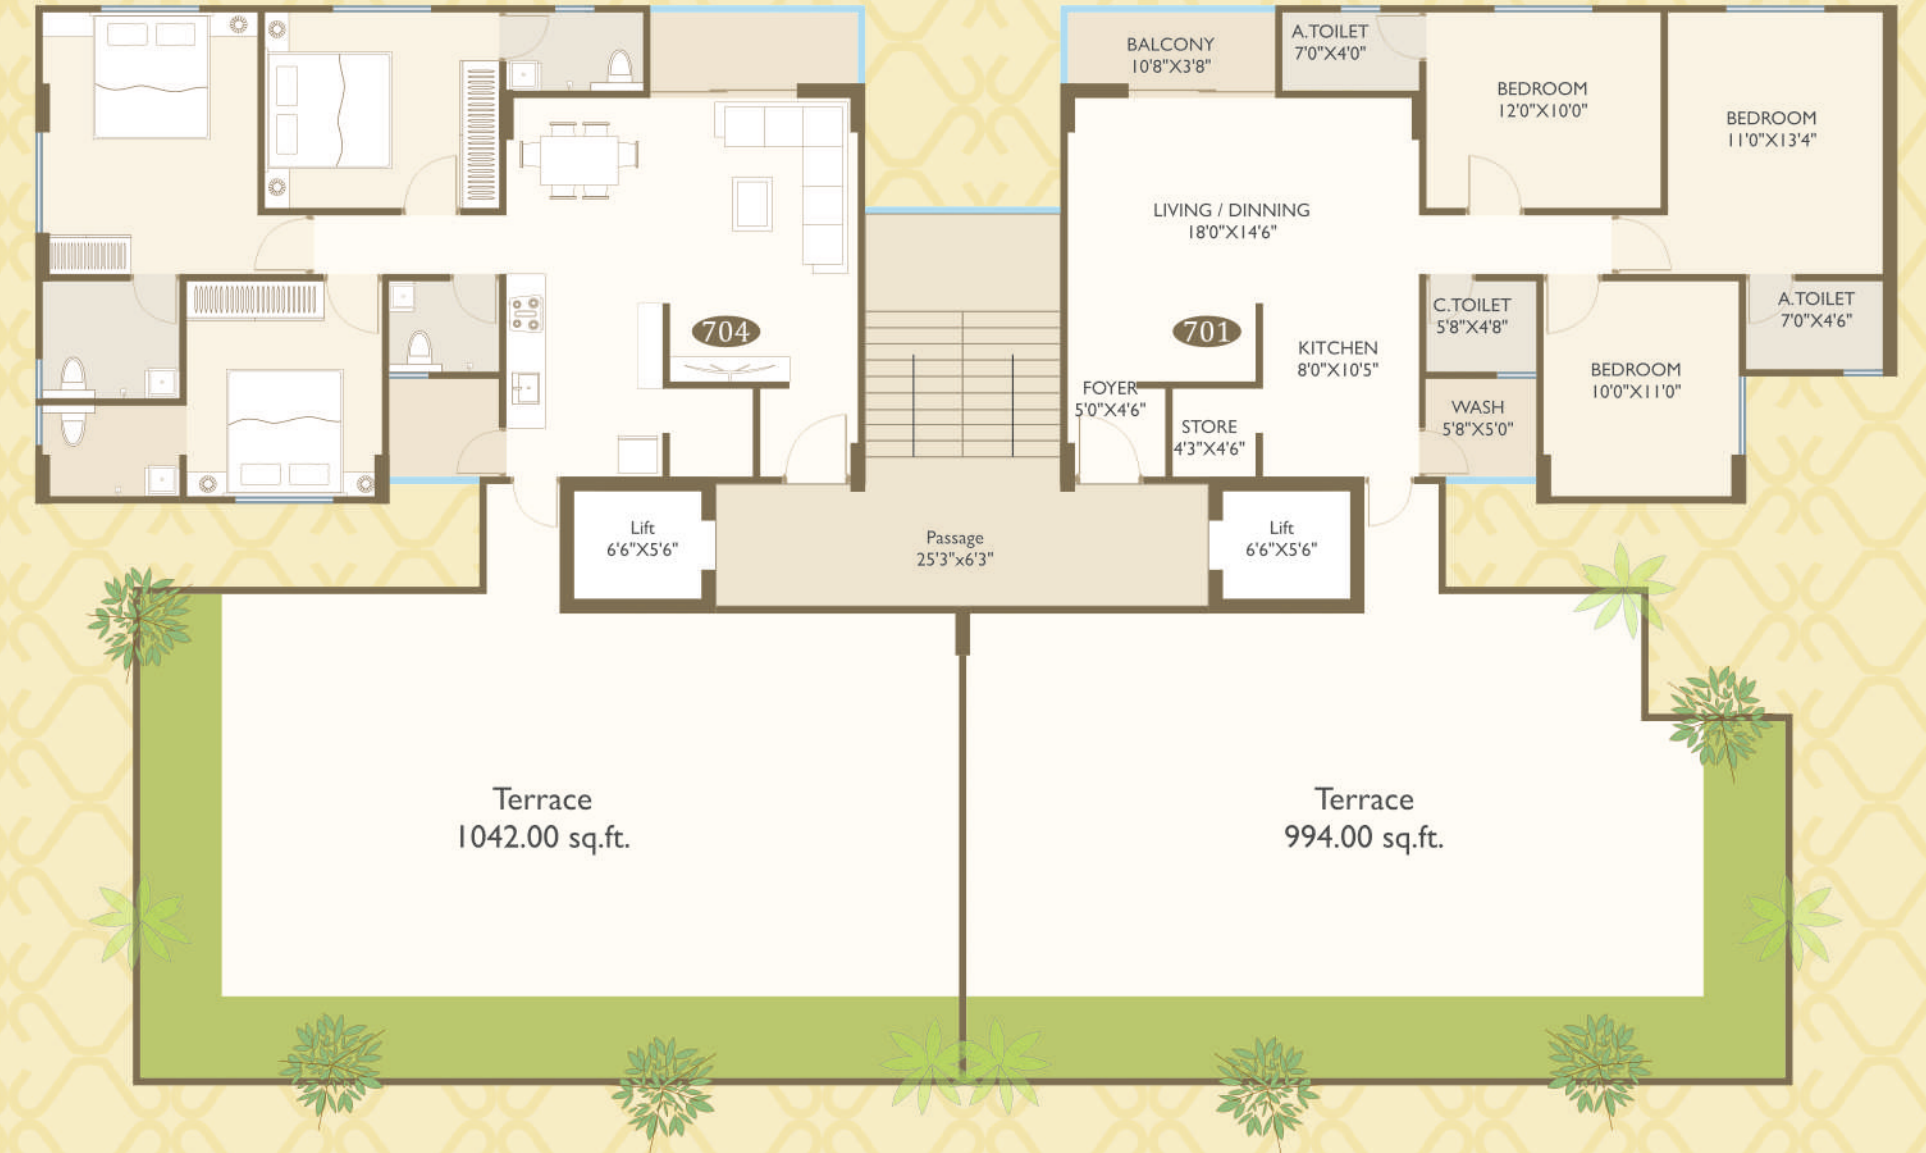 BALCONY
10'8"X3'8"
A.TOILET
7'0"X4'0"
BEDROOM
12'0"X10'0"
BEDROOM
11'0"X13'4"
LIVING / DINNING
18'0"X14'6"
704
701
KITCHEN
8'0"X10'5"
C.TOILET
5'8"X4'8"
A.TOILET
7'0"X4'6"
BEDROOM
10'0"X11'0"
FOYER
5'0"X4'6"
STORE
4'3"X4'6"
WASH
5'8"X5'0"
Lift
6'6"X5'6"
Passage
25'3"x6'3"
Lift
6'6"X5'6"
Terrace
1042.00 sq.ft.
Terrace
994.00 sq.ft.